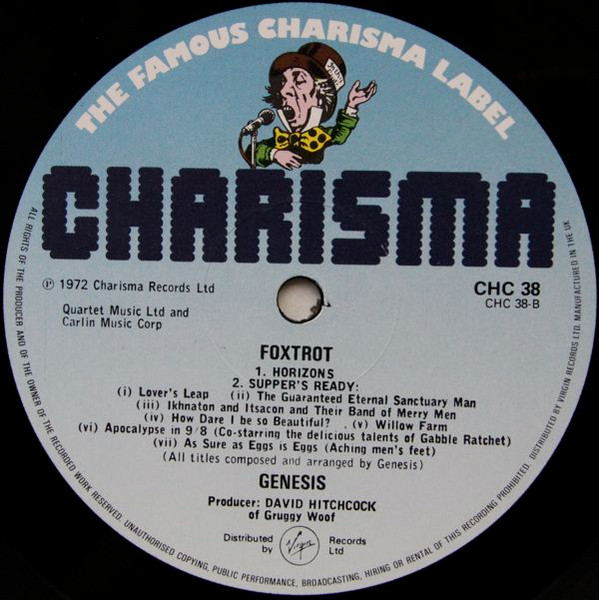 THE FAMOUS CHARISMA LABEL
CHARISMA
℗ 1972 Charisma Records Ltd
CHC 38
CHC 38-B
Quartet Music Ltd and
Carlin Music Corp
FOXTROT
1. HORIZONS
2. SUPPER'S READY:
(i) Lover's Leap (ii) The Guaranteed Eternal Sanctuary Man
(iii) Ikhnaton and Itsacon and Their Band of Merry Men
(iv) How Dare I be so Beautiful? (v) Willow Farm
(vi) Apocalypse in 9/8 (Co-starring the delicious talents of Gabble Ratchet)
(vii) As Sure as Eggs is Eggs (Aching men's feet)
(All titles composed and arranged by Genesis)
GENESIS
Producer: DAVID HITCHCOCK
of Gruggy Woof
Distributed by Virgin Records Ltd
ALL RIGHTS OF THE PRODUCER AND OF THE OWNER OF THE RECORDED WORK RESERVED. UNAUTHORISED COPYING, PUBLIC PERFORMANCE, BROADCASTING, HIRING OR RENTAL OF THIS RECORDING PROHIBITED. DISTRIBUTED BY VIRGIN RECORDS LTD. MANUFACTURED IN THE UK